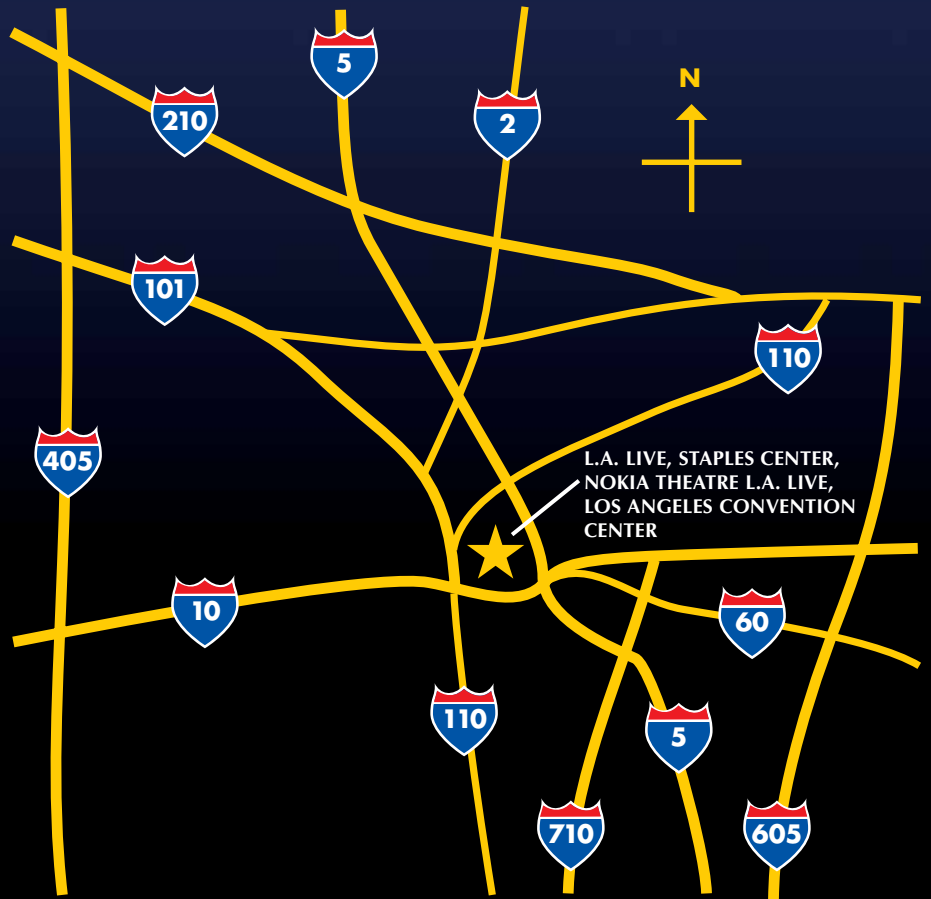 5
N
210
2
101
110
405
L.A. LIVE, STAPLES CENTER,
NOKIA THEATRE L.A. LIVE,
LOS ANGELES CONVENTION
CENTER
10
60
110
5
710
605